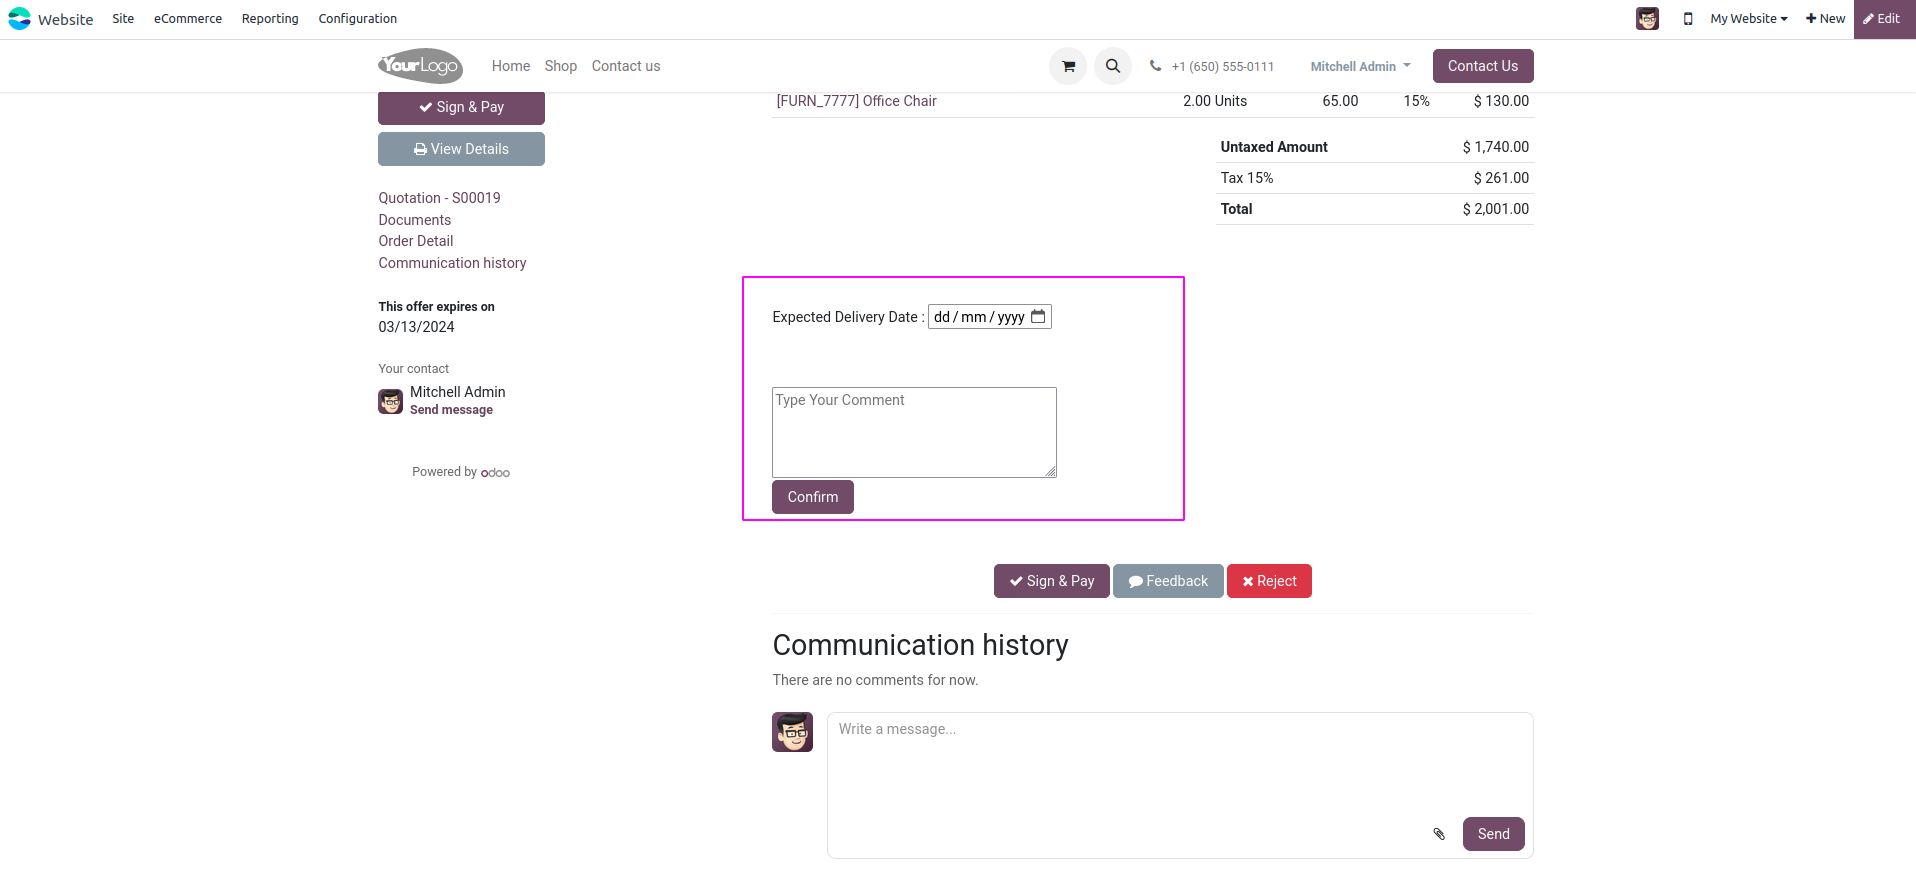 Website Site eCommerce Reporting Configuration My Website New Edit
YourLogo Home Shop Contact us +1 (650) 555-0111 Mitchell Admin Contact Us
Sign & Pay
View Details
Quotation - S00019
Documents
Order Detail
Communication history
This offer expires on
03/13/2024
Your contact
Mitchell Admin
Send message
Powered by odoo
[FURN_7777] Office Chair 2.00 Units 65.00 15% $ 130.00
Untaxed Amount $ 1,740.00
Tax 15% $ 261.00
Total $ 2,001.00
Expected Delivery Date : dd / mm / yyyy
Type Your Comment
Confirm
Sign & Pay Feedback Reject
Communication history
There are no comments for now.
Write a message...
Send